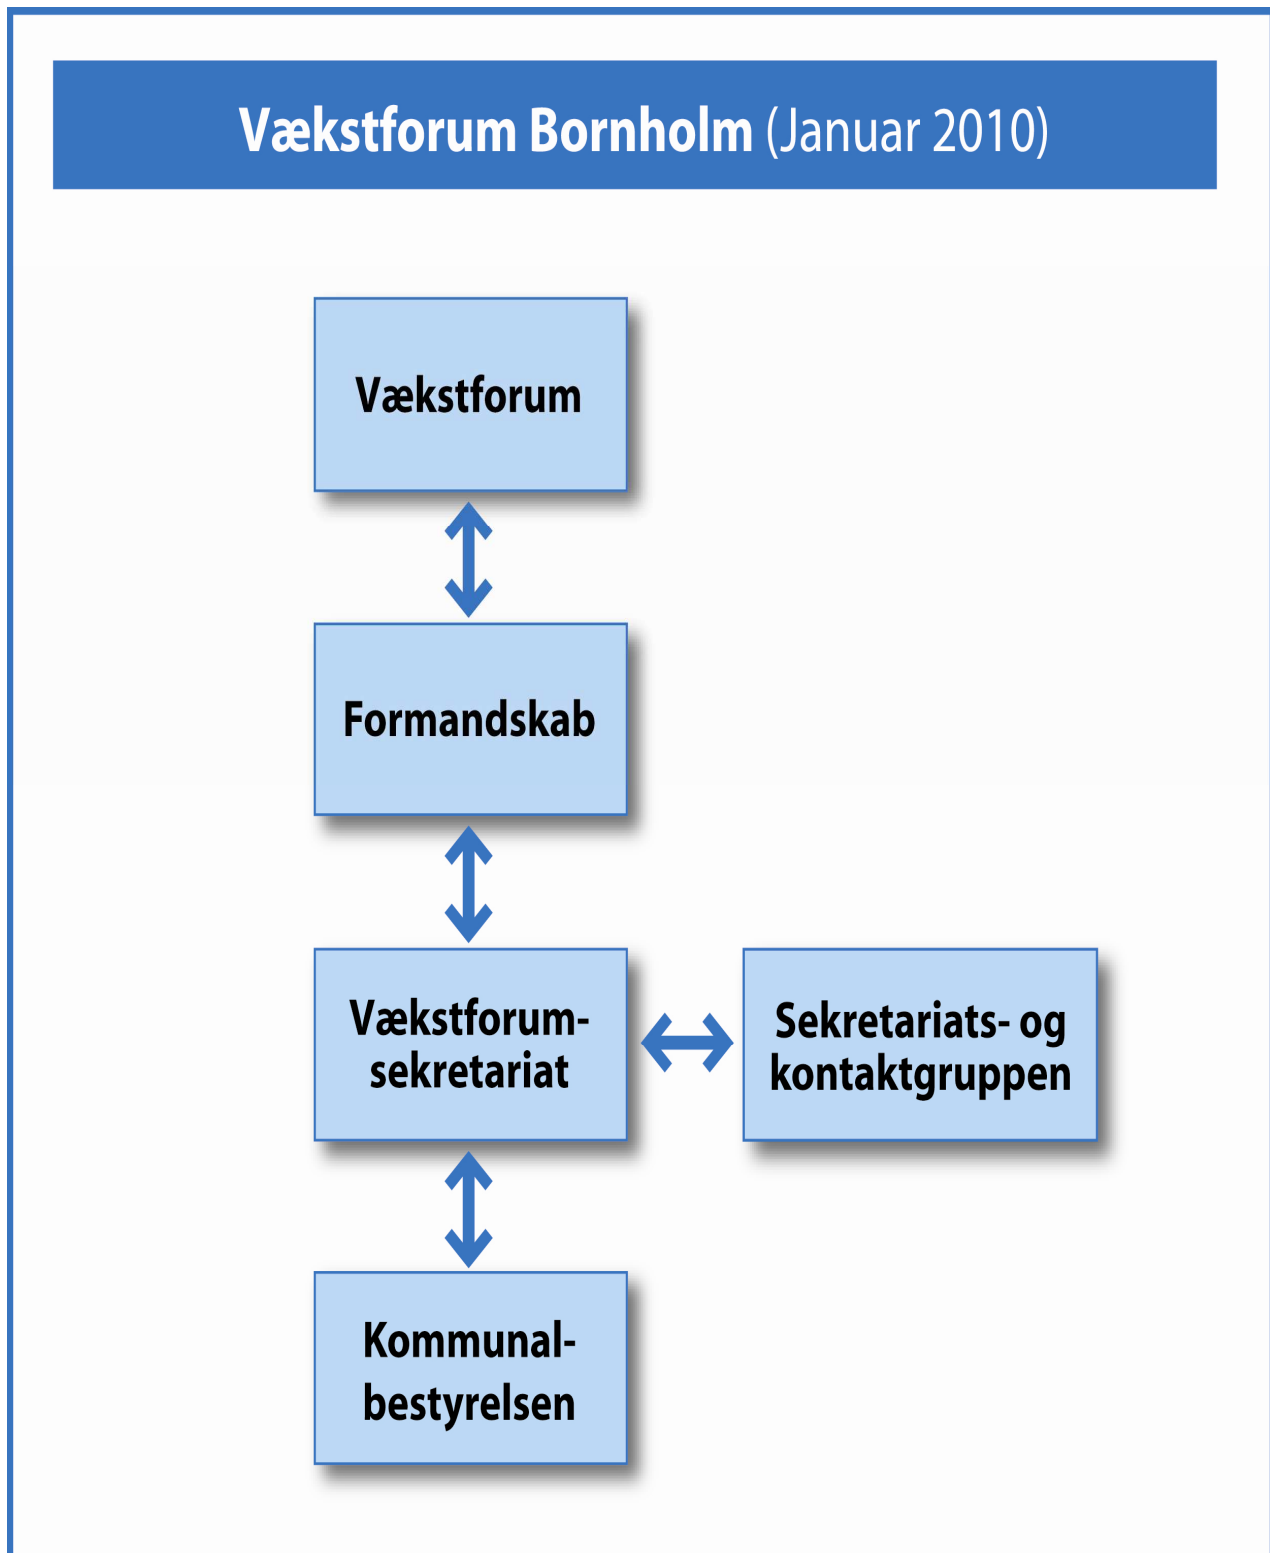 Vækstforum Bornholm (Januar 2010)
Vækstforum
Formandskab
Vækstforum-
sekretariat
Sekretariats- og
kontaktgruppen
Kommunal-
bestyrelsen